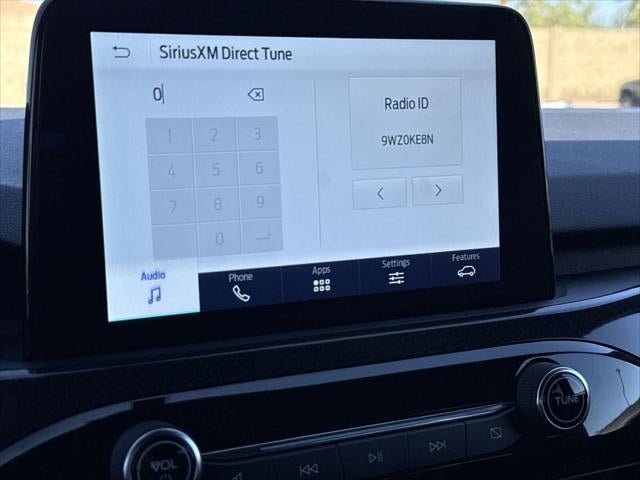 SiriusXM Direct Tune
0
1 2 3
4 5 6
7 8 9
0
Radio ID
9WZ0KE8N
Audio
Phone
Apps
Settings
Features
VOL
TUNE